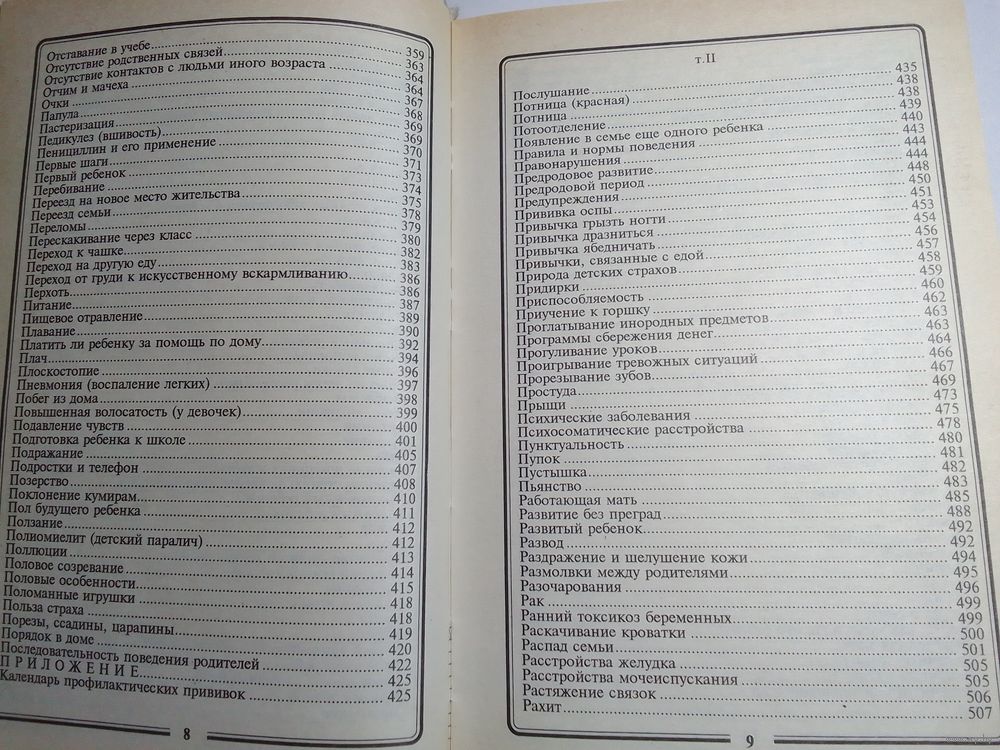 Отставание в учебе 359
Отсутствие родственных связей 363
Отсутствие контактов с людьми иного возраста 364
Отчим и мачеха 364
Очки 367
Папула 368
Пастеризация 369
Педикулез (вшивость) 369
Пенициллин и его применение 370
Первые шаги 371
Первый ребенок 373
Перебивание 374
Переезд на новое место жительства 375
Переезд семьи 378
Переломы 379
Перескакивание через класс 380
Переход к чашке 382
Переход на другую еду 383
Переход от груди к искусственному вскармливанию 386
Перхоть 386
Питание 387
Пищевое отравление 389
Плавание 390
Платить ли ребенку за помощь по дому 392
Плач 394
Плоскостопие 396
Пневмония (воспаление легких) 397
Побег из дома 398
Повышенная волосатость (у девочек) 399
Подавление чувств 400
Подготовка ребенка к школе 401
Подражание 405
Подростки и телефон 407
Позерство 408
Поклонение кумирам 410
Пол будущего ребенка 411
Ползание 412
Полиомиелит (детский паралич) 412
Поллюции 413
Половое созревание 414
Половые особенности 415
Поломанные игрушки 418
Польза страха 418
Порезы, ссадины, царапины 419
Порядок в доме 420
Последовательность поведения родителей 422
ПРИЛОЖЕНИЕ 425
Календарь профилактических прививок 425
8
т.II
Послушание 435
Потница (красная) 438
Потница 438
Потоотделение 439
Появление в семье еще одного ребенка 440
Правила и нормы поведения 443
Правонарушения 444
Предродовое развитие 444
Предродовой период 448
Предупреждения 450
Прививка оспы 451
Привычка грызть ногти 453
Привычка дразниться 454
Привычка ябедничать 456
Привычки, связанные с едой 457
Природа детских страхов 458
Придирки 459
Приспособляемость 460
Приучение к горшку 462
Проглатывание инородных предметов 463
Программы сбережения денег 463
Прогуливание уроков 464
Проигрывание тревожных ситуаций 466
Прорезывание зубов 467
Простуда 469
Прыщи 473
Психические заболевания 475
Психосоматические расстройства 478
Пунктуальность 480
Пупок 481
Пустышка 482
Пьянство 483
Работающая мать 485
Развитие без преград 488
Развитый ребенок 492
Развод 492
Раздражение и шелушение кожи 494
Размолвки между родителями 495
Разочарования 496
Рак 499
Ранний токсикоз беременных 499
Раскачивание кроватки 500
Распад семьи 501
Расстройства желудка 505
Расстройства мочеиспускания 505
Растяжение связок 506
Рахит 507
9